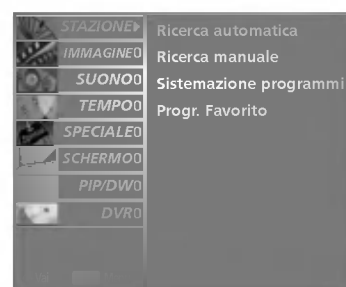 STAZIONE
IMMAGINE
SUONO
TEMPO
SPECIALE
SCHERMO
PIP/DW
DVR
Ricerca automatica
Ricerca manuale
Sistemazione programmi
Progr. Favorito